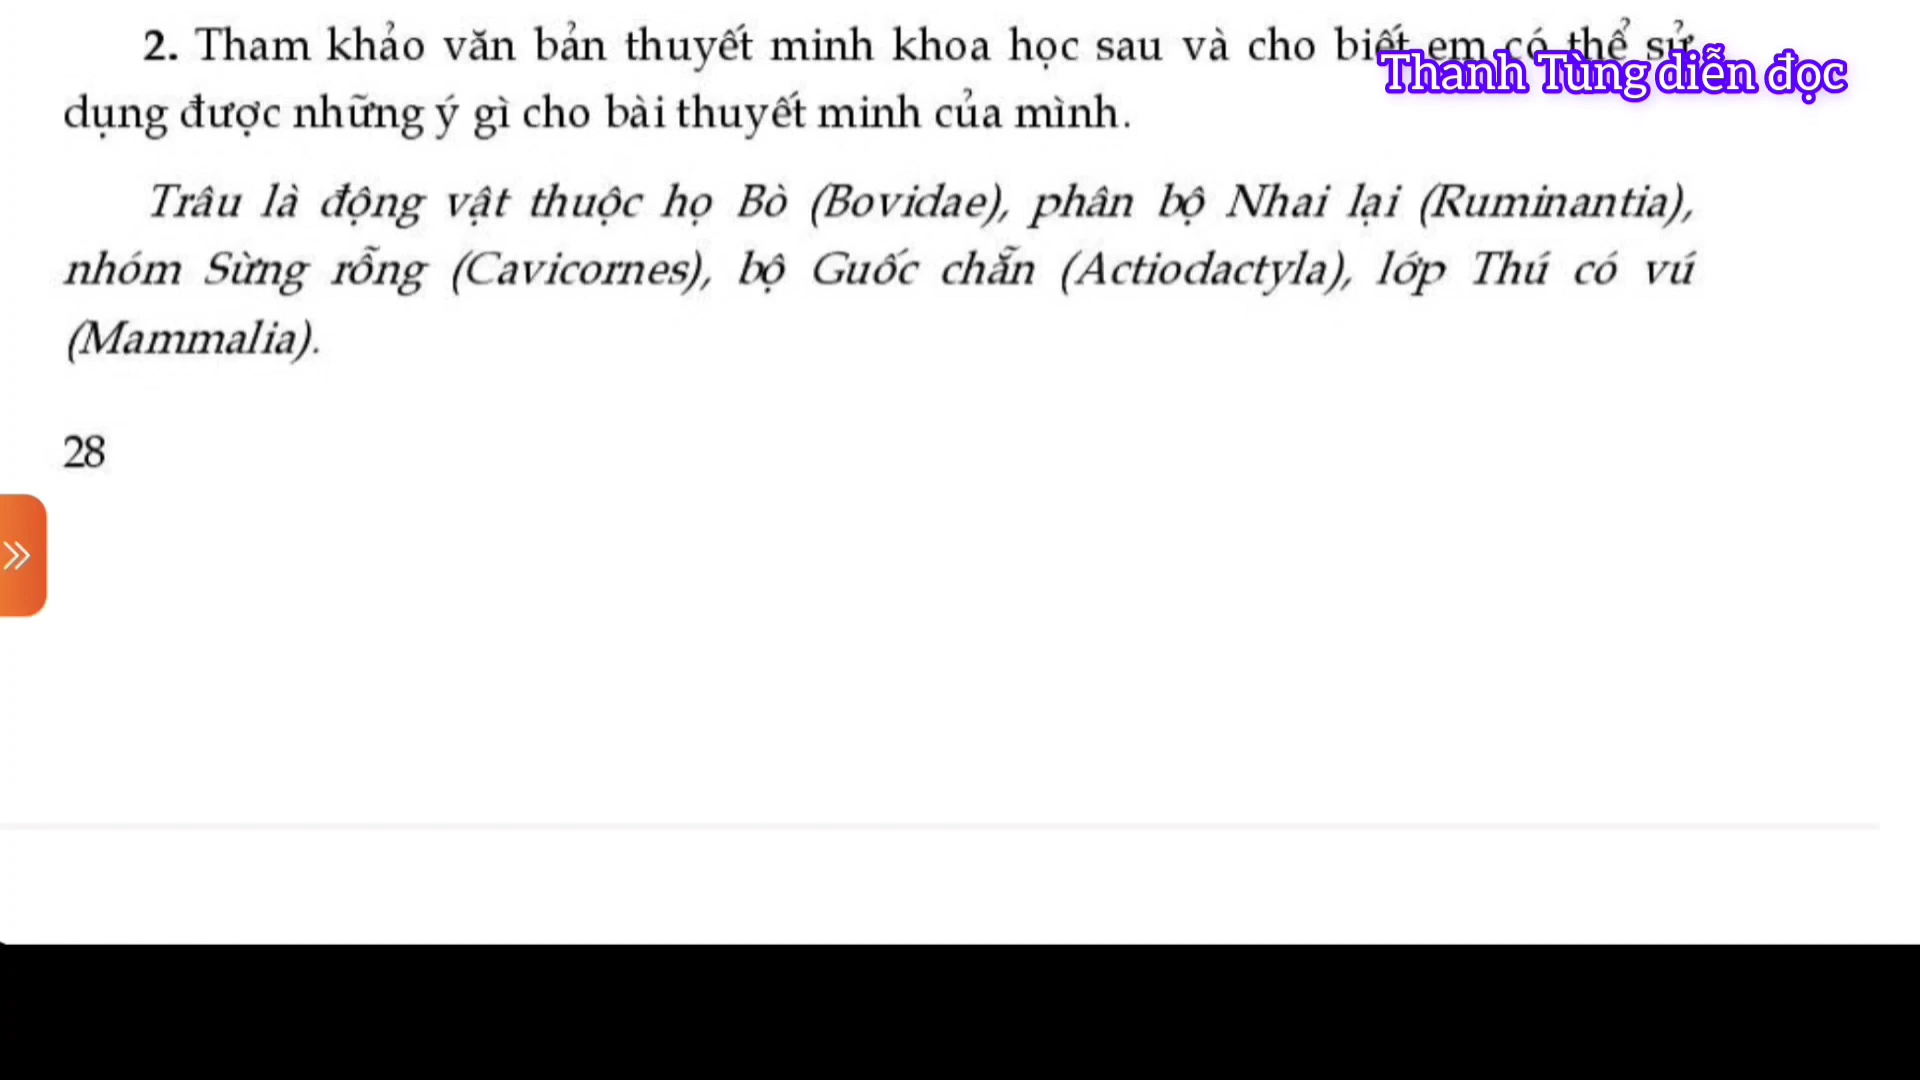 2. Tham khảo văn bản thuyết minh khoa học sau và cho biết em có thể sử
Thanh Tùng diễn đọc
dụng được những ý gì cho bài thuyết minh của mình.
Trâu là động vật thuộc họ Bò (Bovidae), phân bộ Nhai lại (Ruminantia),
nhóm Sừng rỗng (Cavicornes), bộ Guốc chẵn (Actiodactyla), lớp Thú có vú
(Mammalia).
28